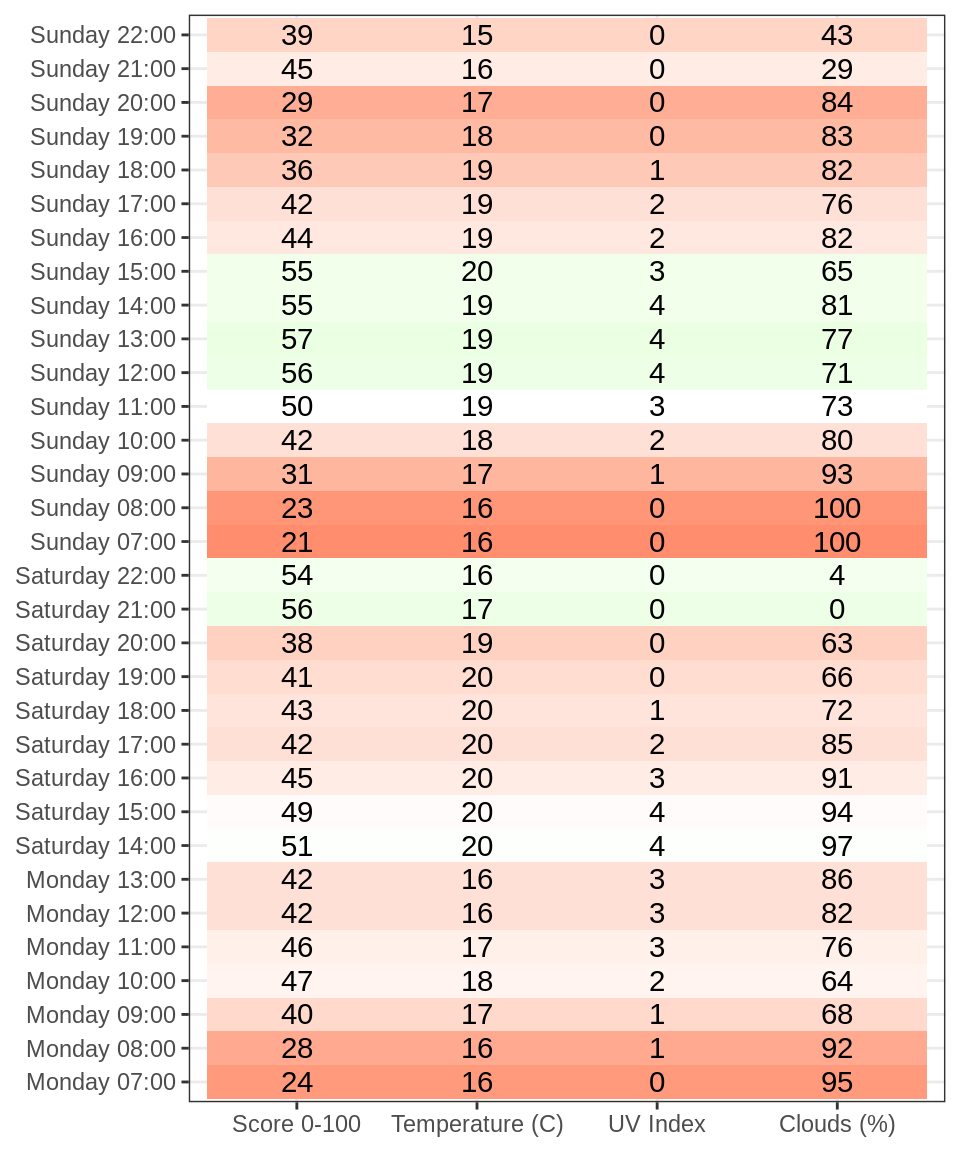 Sunday 22:00 39 15 0 43
Sunday 21:00 45 16 0 29
Sunday 20:00 29 17 0 84
Sunday 19:00 32 18 0 83
Sunday 18:00 36 19 1 82
Sunday 17:00 42 19 2 76
Sunday 16:00 44 19 2 82
Sunday 15:00 55 20 3 65
Sunday 14:00 55 19 4 81
Sunday 13:00 57 19 4 77
Sunday 12:00 56 19 4 71
Sunday 11:00 50 19 3 73
Sunday 10:00 42 18 2 80
Sunday 09:00 31 17 1 93
Sunday 08:00 23 16 0 100
Sunday 07:00 21 16 0 100
Saturday 22:00 54 16 0 4
Saturday 21:00 56 17 0 0
Saturday 20:00 38 19 0 63
Saturday 19:00 41 20 0 66
Saturday 18:00 43 20 1 72
Saturday 17:00 42 20 2 85
Saturday 16:00 45 20 3 91
Saturday 15:00 49 20 4 94
Saturday 14:00 51 20 4 97
Monday 13:00 42 16 3 86
Monday 12:00 42 16 3 82
Monday 11:00 46 17 3 76
Monday 10:00 47 18 2 64
Monday 09:00 40 17 1 68
Monday 08:00 28 16 1 92
Monday 07:00 24 16 0 95
Score 0-100 Temperature (C) UV Index Clouds (%)